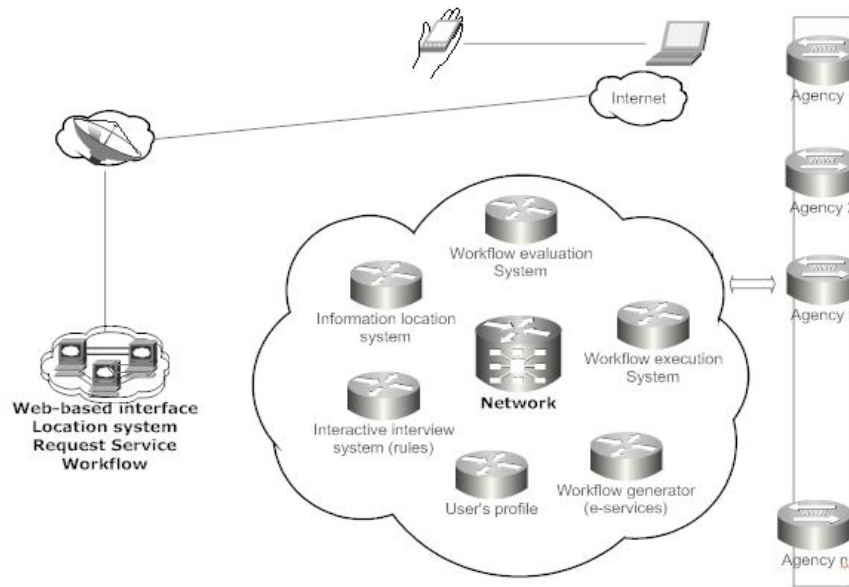 Internet
Agency
Agency 2
Agency
Agency n
Workflow evaluation
System
Information location
system
Workflow execution
System
Network
Interactive interview
system (rules)
User's profile
Workflow generator
(e-services)
Web-based interface
Location system
Request Service
Workflow